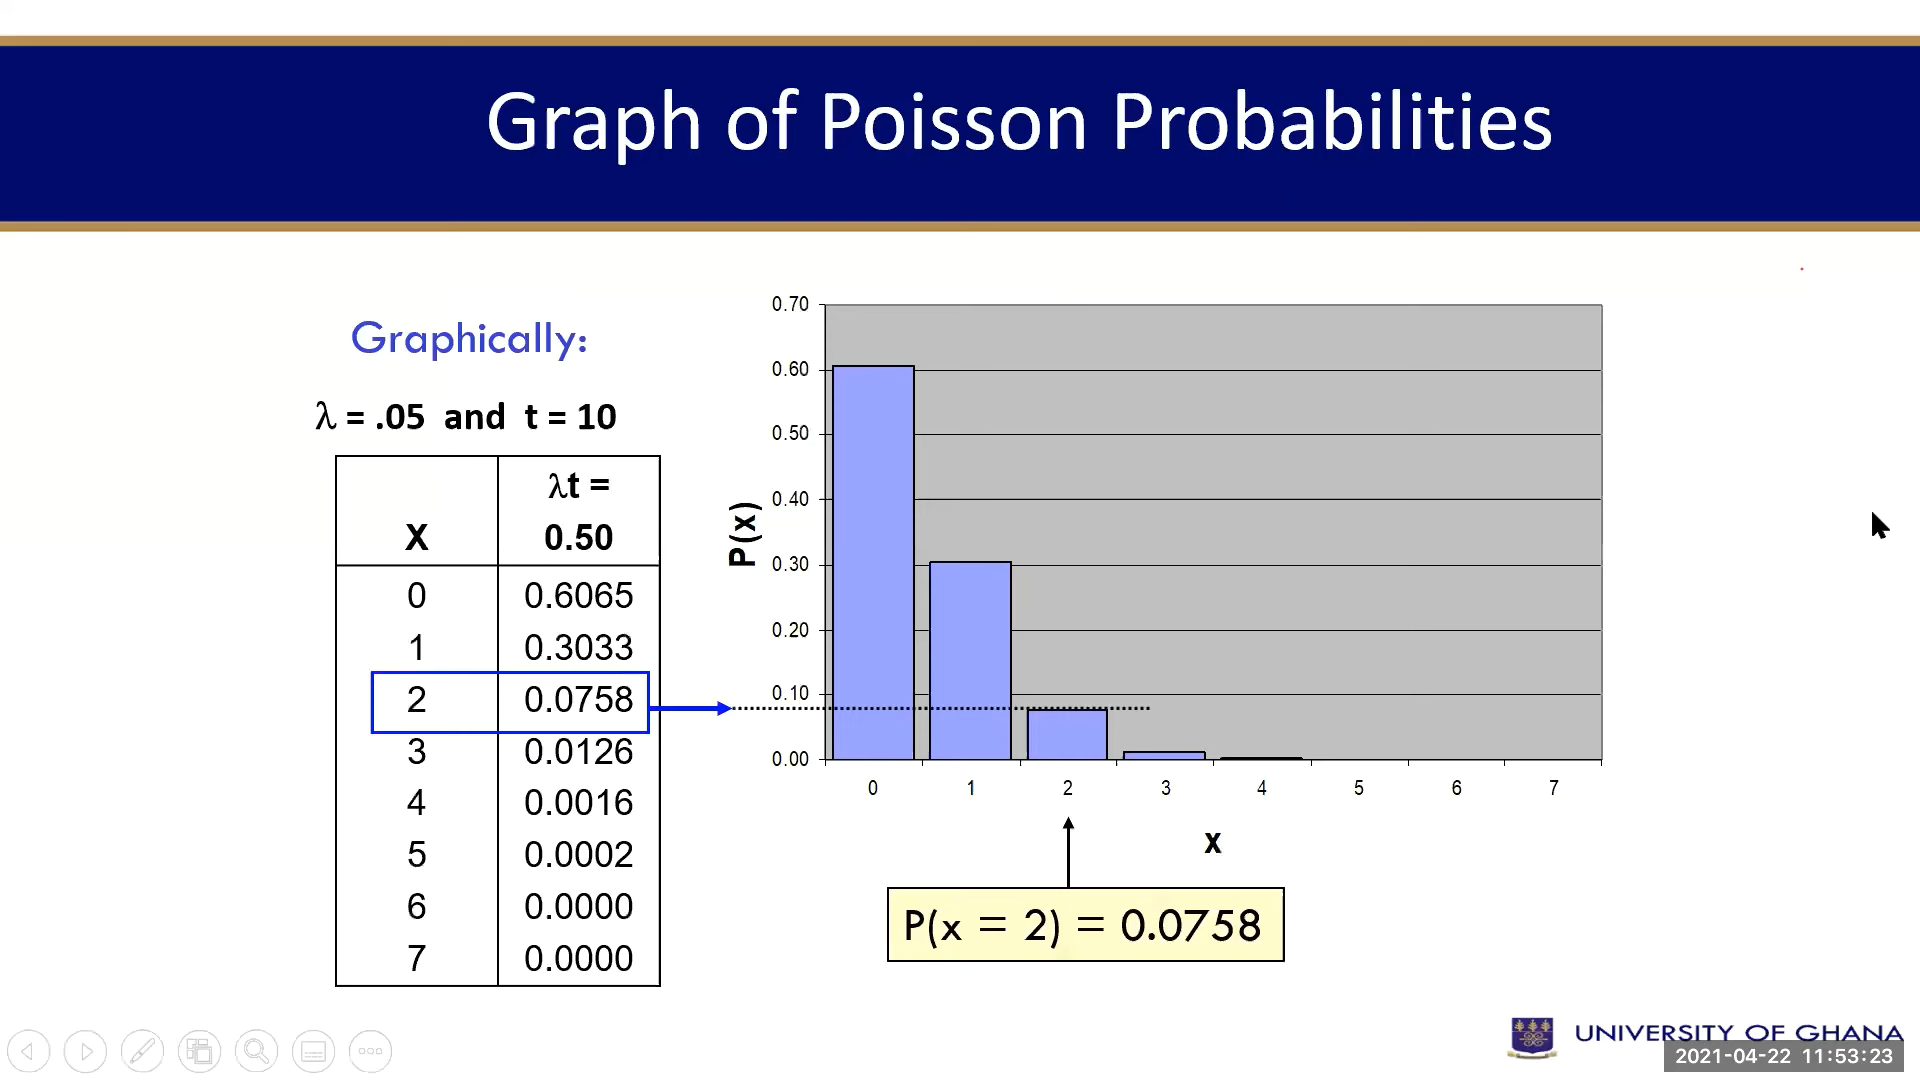 Graph of Poisson Probabilities
Graphically:
λ = .05 and t = 10
X λt = 0.50
0 0.6065
1 0.3033
2 0.0758
3 0.0126
4 0.0016
5 0.0002
6 0.0000
7 0.0000
0.70
0.60
0.50
0.40
0.30
0.20
0.10
0.00
P(x)
0 1 2 3 4 5 6 7
x
P(x = 2) = 0.0758
UNIVERSITY OF GHANA
2021-04-22 11:53:23